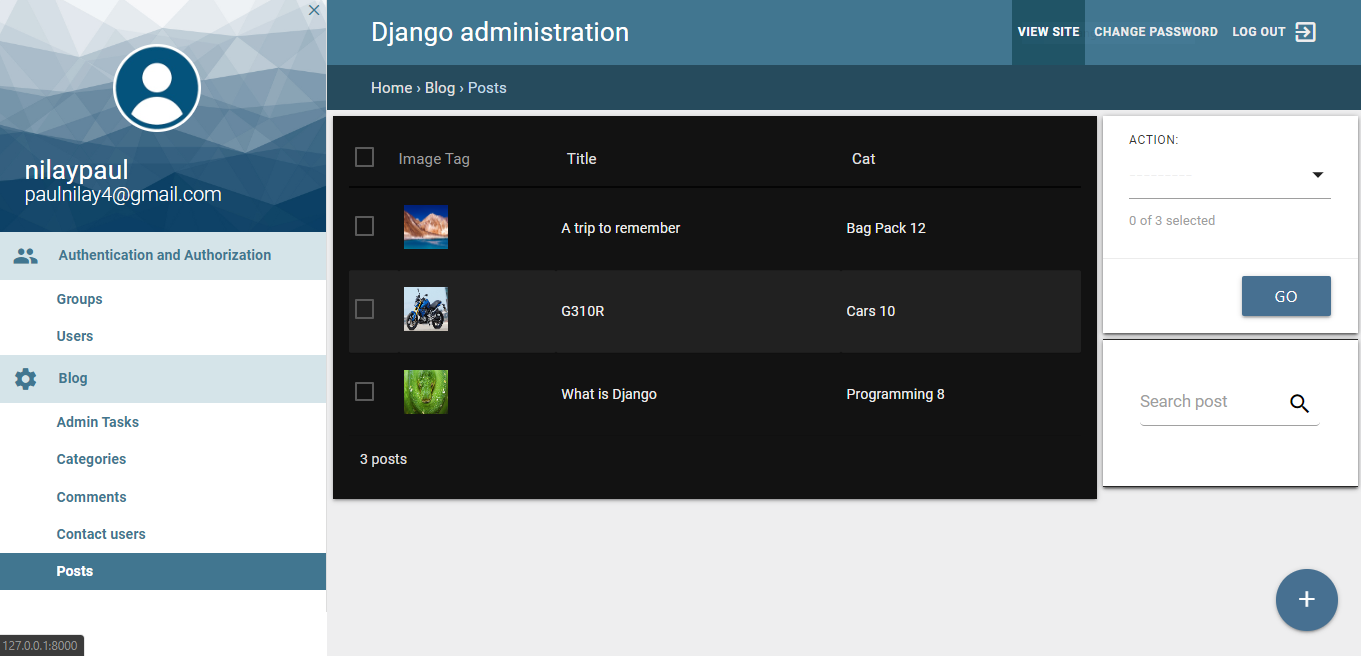 Django administration
VIEW SITE
CHANGE PASSWORD
LOG OUT
Home › Blog › Posts
nilaypaul
paulnilay4@gmail.com
Authentication and Authorization
Groups
Users
Blog
Admin Tasks
Categories
Comments
Contact users
Posts
127.0.0.1:8000
Image Tag Title Cat
A trip to remember Bag Pack 12
G310R Cars 10
What is Django Programming 8
3 posts
ACTION:
---------
0 of 3 selected
GO
Search post
+